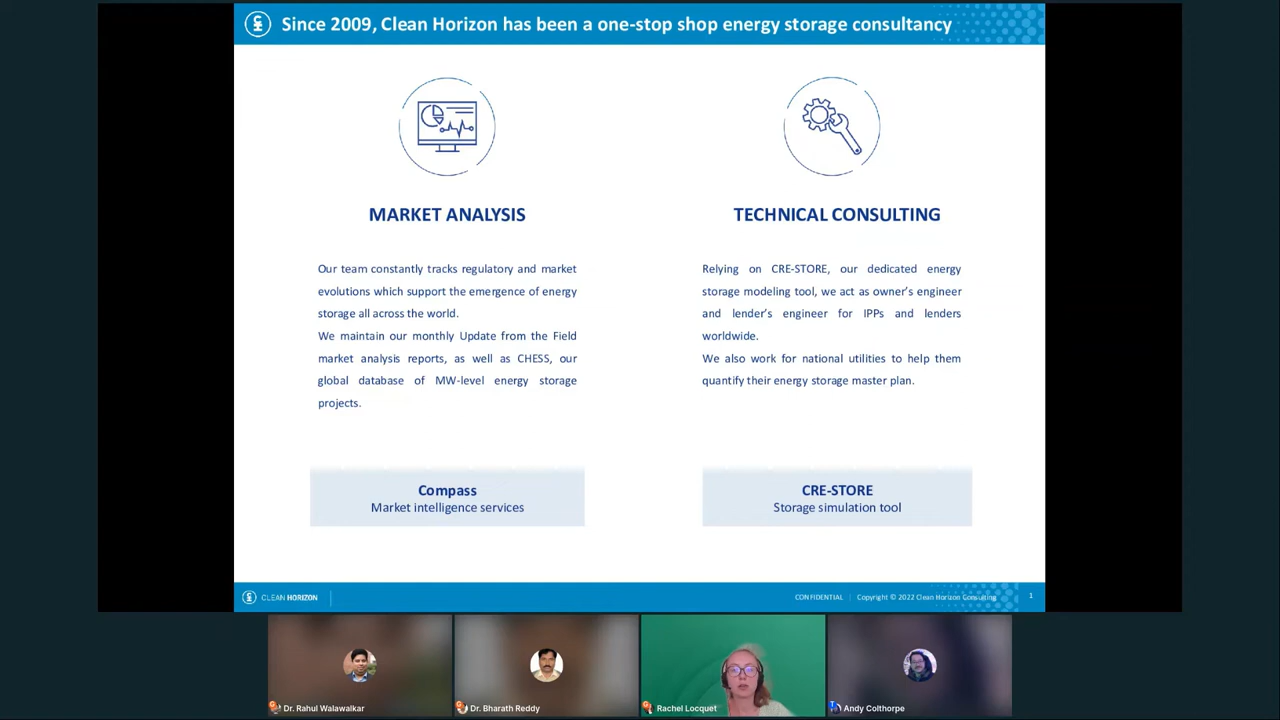 Since 2009, Clean Horizon has been a one-stop shop energy storage consultancy
MARKET ANALYSIS
Our team constantly tracks regulatory and market
evolutions which support the emergence of energy
storage all across the world.
We maintain our monthly Update from the Field
market analysis reports, as well as CHESS, our
global database of MW-level energy storage
projects.
Compass
Market intelligence services
TECHNICAL CONSULTING
Relying on CRE-STORE, our dedicated energy
storage modeling tool, we act as owner’s engineer
and lender’s engineer for IPPs and lenders
worldwide.
We also work for national utilities to help them
quantify their energy storage master plan.
CRE-STORE
Storage simulation tool
CLEAN HORIZON
CONFIDENTIAL | Copyright © 2022 Clean Horizon Consulting
1
Dr. Rahul Walawalkar
Dr. Bharath Reddy
Rachel Locquet
Andy Colthorpe